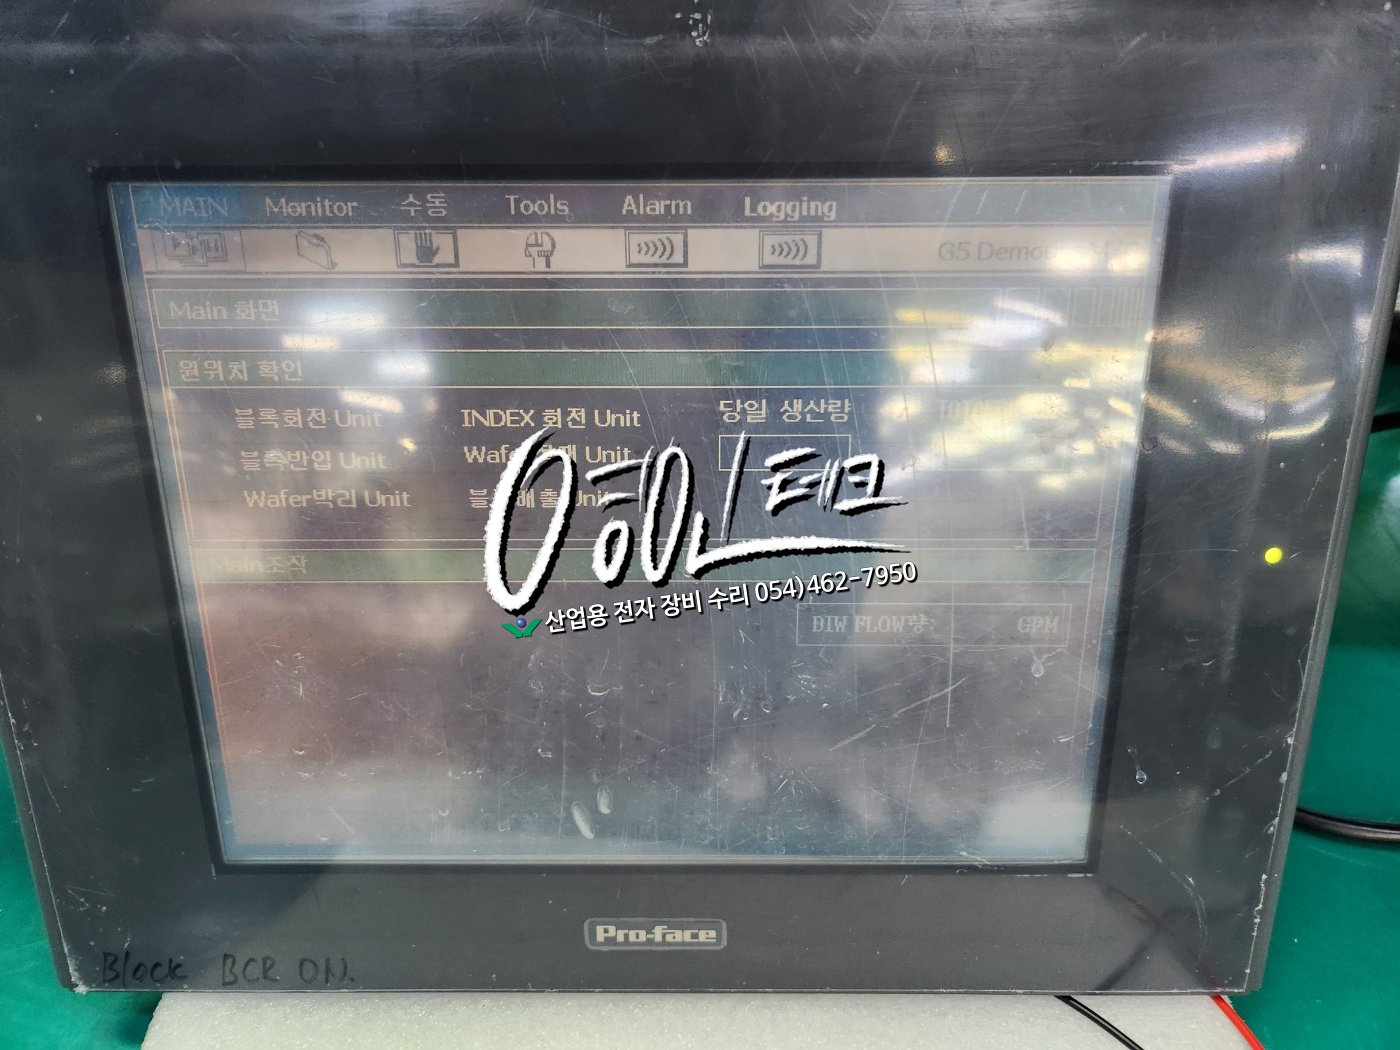 MAIN Monitor 수동 Tools Alarm Logging
G5 Demo
Main 화면
원위치 확인
블록회전 Unit INDEX 회전 Unit 당일 생산량
블록반입 Unit Unit
Wafer박리 Unit
Main조작
영인테크
산업용 전자 장비 수리 054)462-7950
DIW FLOW량: GPM
Pro-face
Block BCR ON.